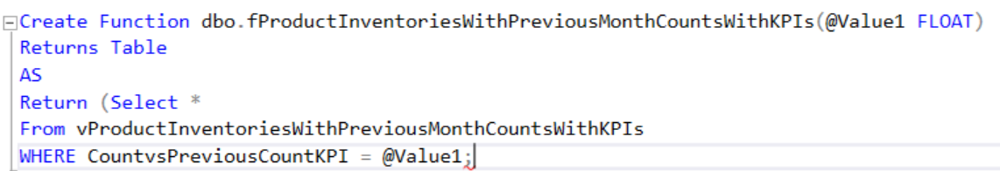 Create Function dbo.fProductInventoriesWithPreviousMonthCountsWithKPIs(@Value1 FLOAT)
Returns Table
AS
Return (Select *
From vProductInventoriesWithPreviousMonthCountsWithKPIs
WHERE CountvsPreviousCountKPI = @Value1;